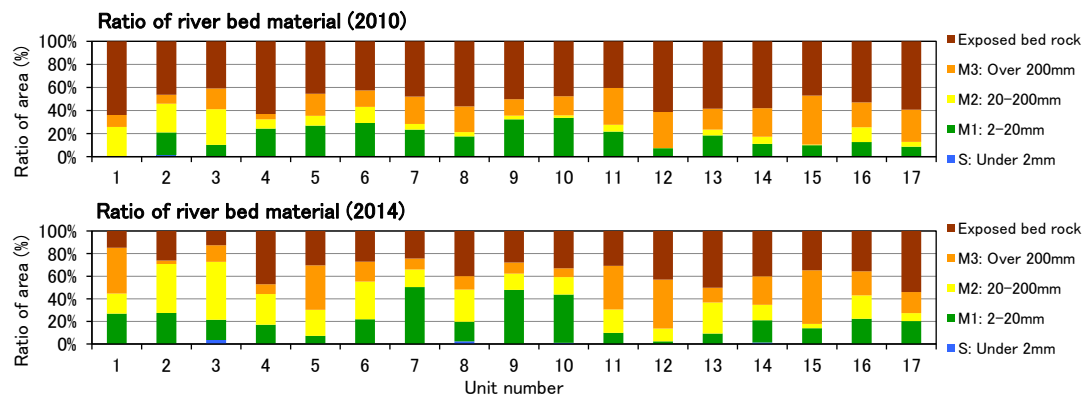 Ratio of river bed material (2010)
Ratio of area (%)
100%
80%
60%
40%
20%
0%
1 2 3 4 5 6 7 8 9 10 11 12 13 14 15 16 17
Exposed bed rock
M3: Over 200mm
M2: 20-200mm
M1: 2-20mm
S: Under 2mm
Ratio of river bed material (2014)
Ratio of area (%)
100%
80%
60%
40%
20%
0%
1 2 3 4 5 6 7 8 9 10 11 12 13 14 15 16 17
Unit number
Exposed bed rock
M3: Over 200mm
M2: 20-200mm
M1: 2-20mm
S: Under 2mm